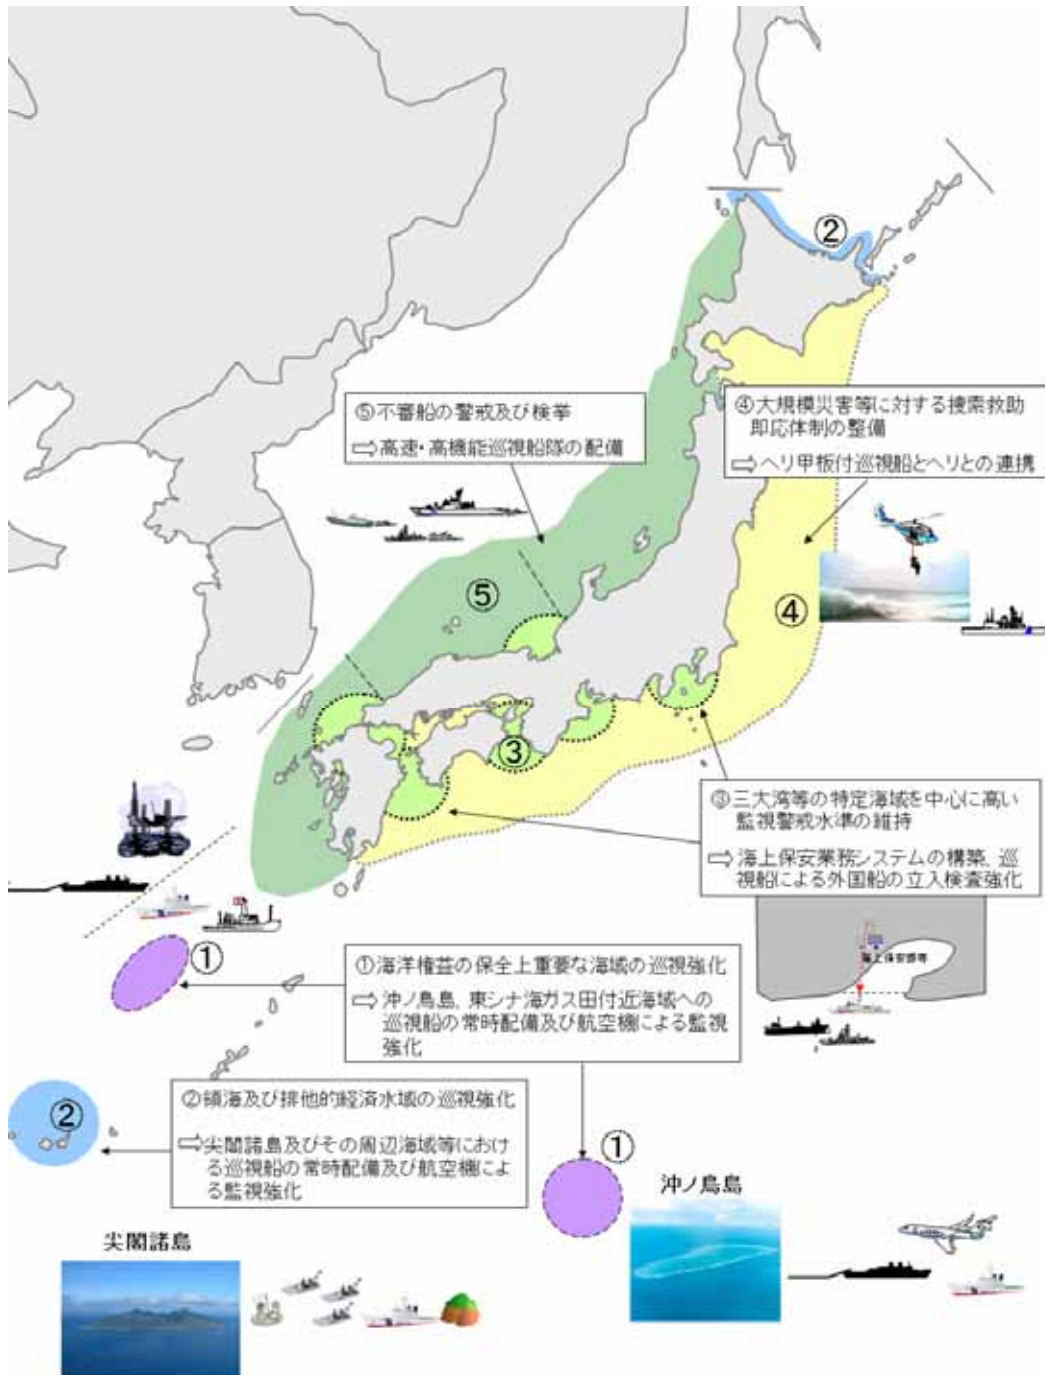 ②
⑤不審船の警戒及び検挙
⇨高速・高機能巡視船隊の配備
④大規模災害等に対する捜索救助
即応体制の整備
⇨ヘリ甲板付巡視船とヘリとの連携
⑤
④
③
③三大湾等の特定海域を中心に高い
監視警戒水準の維持
⇨海上保安業務システムの構築、巡
視船による外国船の立入検査強化
海上保安部等
①
①海洋権益の保全上重要な海域の巡視強化
⇨沖ノ鳥島、東シナ海ガス田付近海域への
巡視船の常時配備及び航空機による監視
強化
②
②領海及び排他的経済水域の巡視強化
⇨尖閣諸島及びその周辺海域等におけ
る巡視船の常時配備及び航空機によ
る監視強化
①
沖ノ鳥島
尖閣諸島